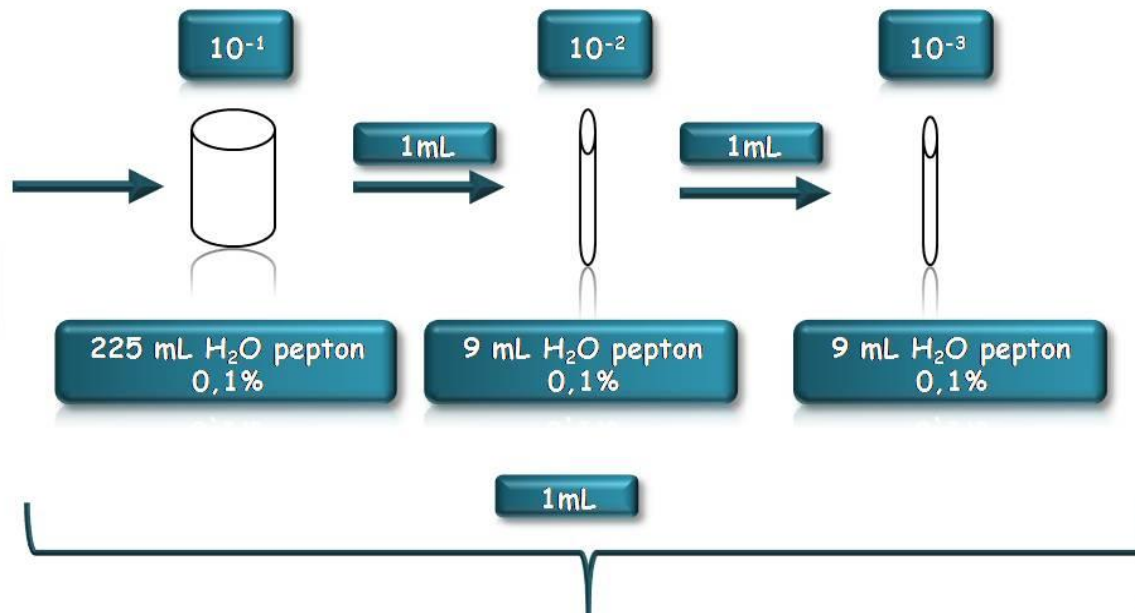 10⁻¹
10⁻²
10⁻³
1mL
1mL
225 mL H₂O pepton
0,1%
9 mL H₂O pepton
0,1%
9 mL H₂O pepton
0,1%
1mL